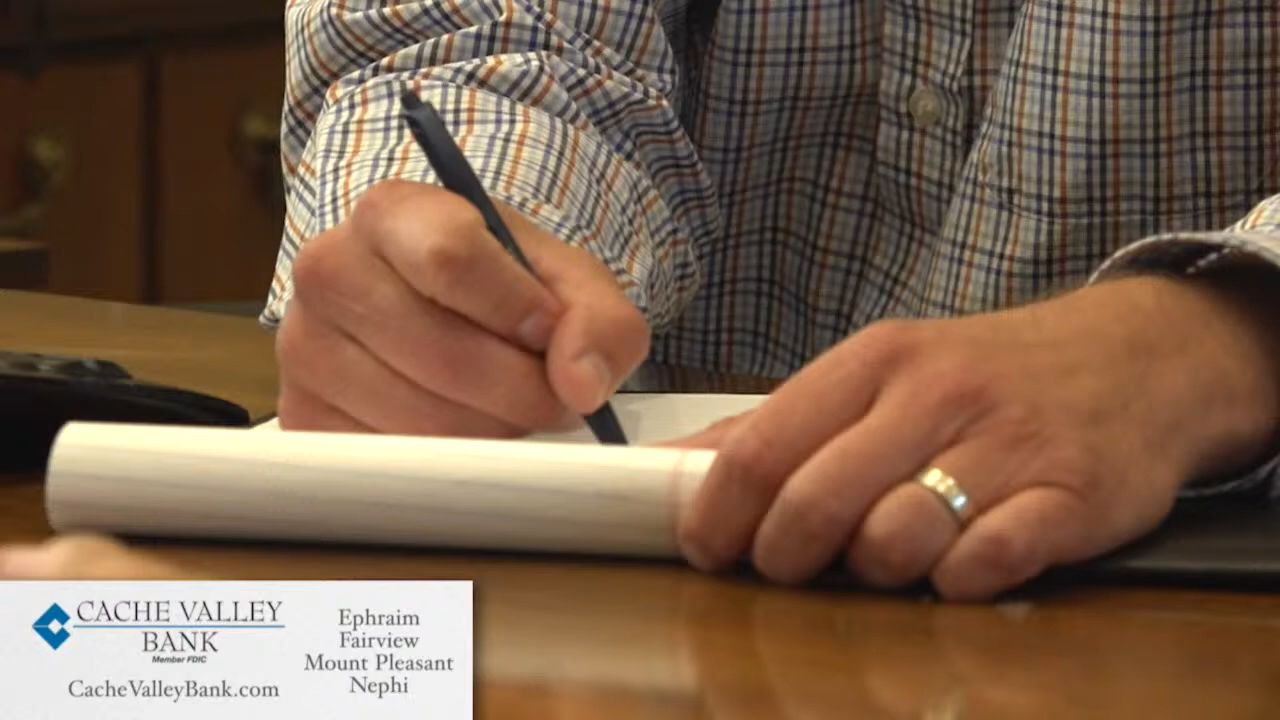 CACHE VALLEY
BANK
Member FDIC
CacheValleyBank.com
Ephraim
Fairview
Mount Pleasant
Nephi